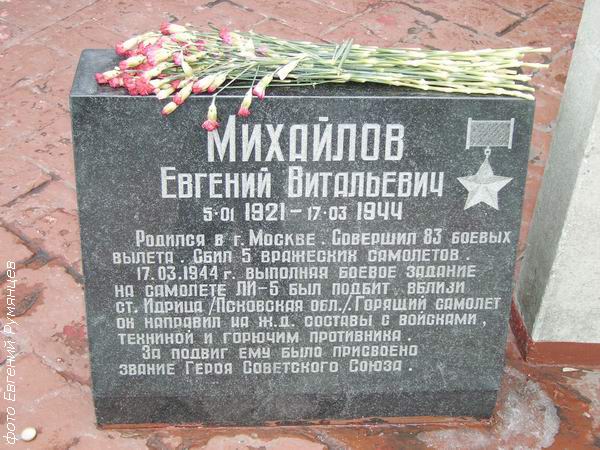 Михайлов
Евгений Витальевич
5·01 1921 – 17·03 1944
Родился в г. Москве. Совершил 83 боевых
вылета. Сбил 5 вражеских самолетов.
17.03.1944 г. выполная боевое задание
на самолете ЛИ-5 был подбит вблизи
ст. Идрица /Псковская обл./ Горящий самолет
он направил на ж.д. составы с войсками,
техникой и горючим противника.
За подвиг ему было присвоено
звание Героя Советского Союза.
фото Евгений Румянцев